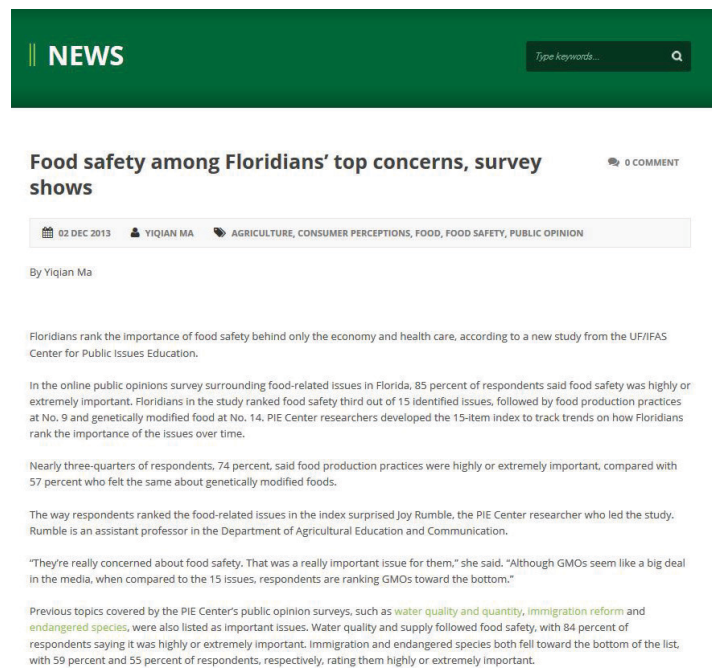 NEWS
Type keywords...
Food safety among Floridians' top concerns, survey
shows
0 COMMENT
02 DEC 2013 YIQIAN MA AGRICULTURE, CONSUMER PERCEPTIONS, FOOD, FOOD SAFETY, PUBLIC OPINION
By Yiqian Ma
Floridians rank the importance of food safety behind only the economy and health care, according to a new study from the UF/IFAS
Center for Public Issues Education.
In the online public opinions survey surrounding food-related issues in Florida, 85 percent of respondents said food safety was highly or
extremely important. Floridians in the study ranked food safety third out of 15 identified issues, followed by food production practices
at No. 9 and genetically modified food at No. 14. PIE Center researchers developed the 15-item index to track trends on how Floridians
rank the importance of the issues over time.
Nearly three-quarters of respondents, 74 percent, said food production practices were highly or extremely important, compared with
57 percent who felt the same about genetically modified foods.
The way respondents ranked the food-related issues in the index surprised Joy Rumble, the PIE Center researcher who led the study.
Rumble is an assistant professor in the Department of Agricultural Education and Communication.
“They're really concerned about food safety. That was a really important issue for them,” she said. “Although GMOs seem like a big deal
in the media, when compared to the 15 issues, respondents are ranking GMOs toward the bottom.”
Previous topics covered by the PIE Center's public opinion surveys, such as water quality and quantity, immigration reform and
endangered species, were also listed as important issues. Water quality and supply followed food safety, with 84 percent of
respondents saying it was highly or extremely important. Immigration and endangered species both fell toward the bottom of the list,
with 59 percent and 55 percent of respondents, respectively, rating them highly or extremely important.